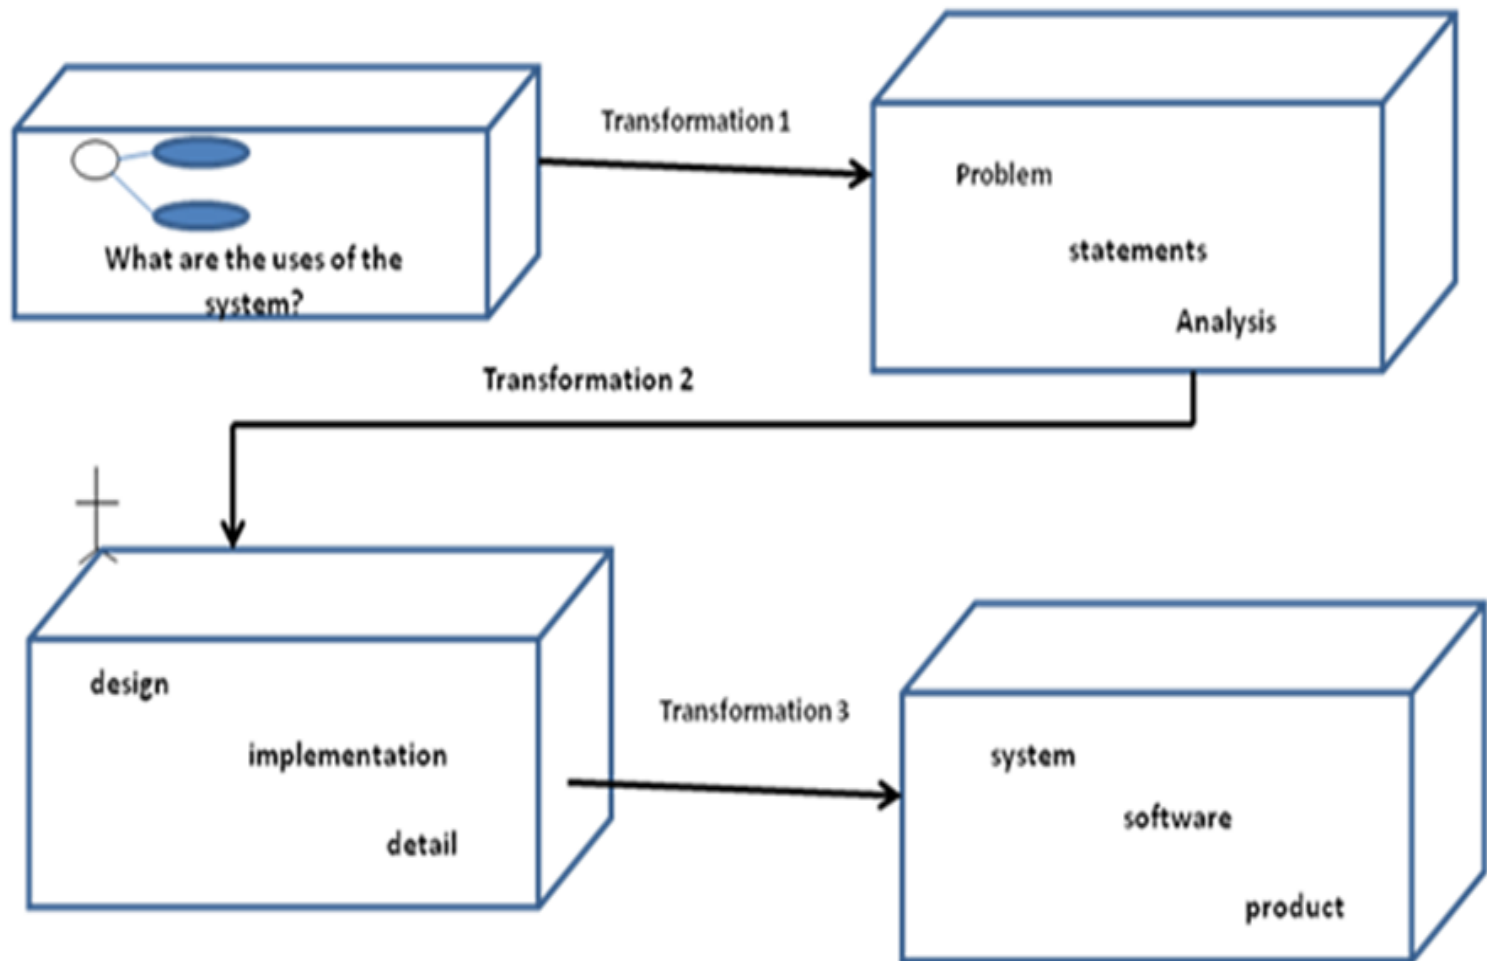 Transformation 1
Problem
statements
Analysis
What are the uses of the
system?
Transformation 2
design
implementation
detail
Transformation 3
system
software
product